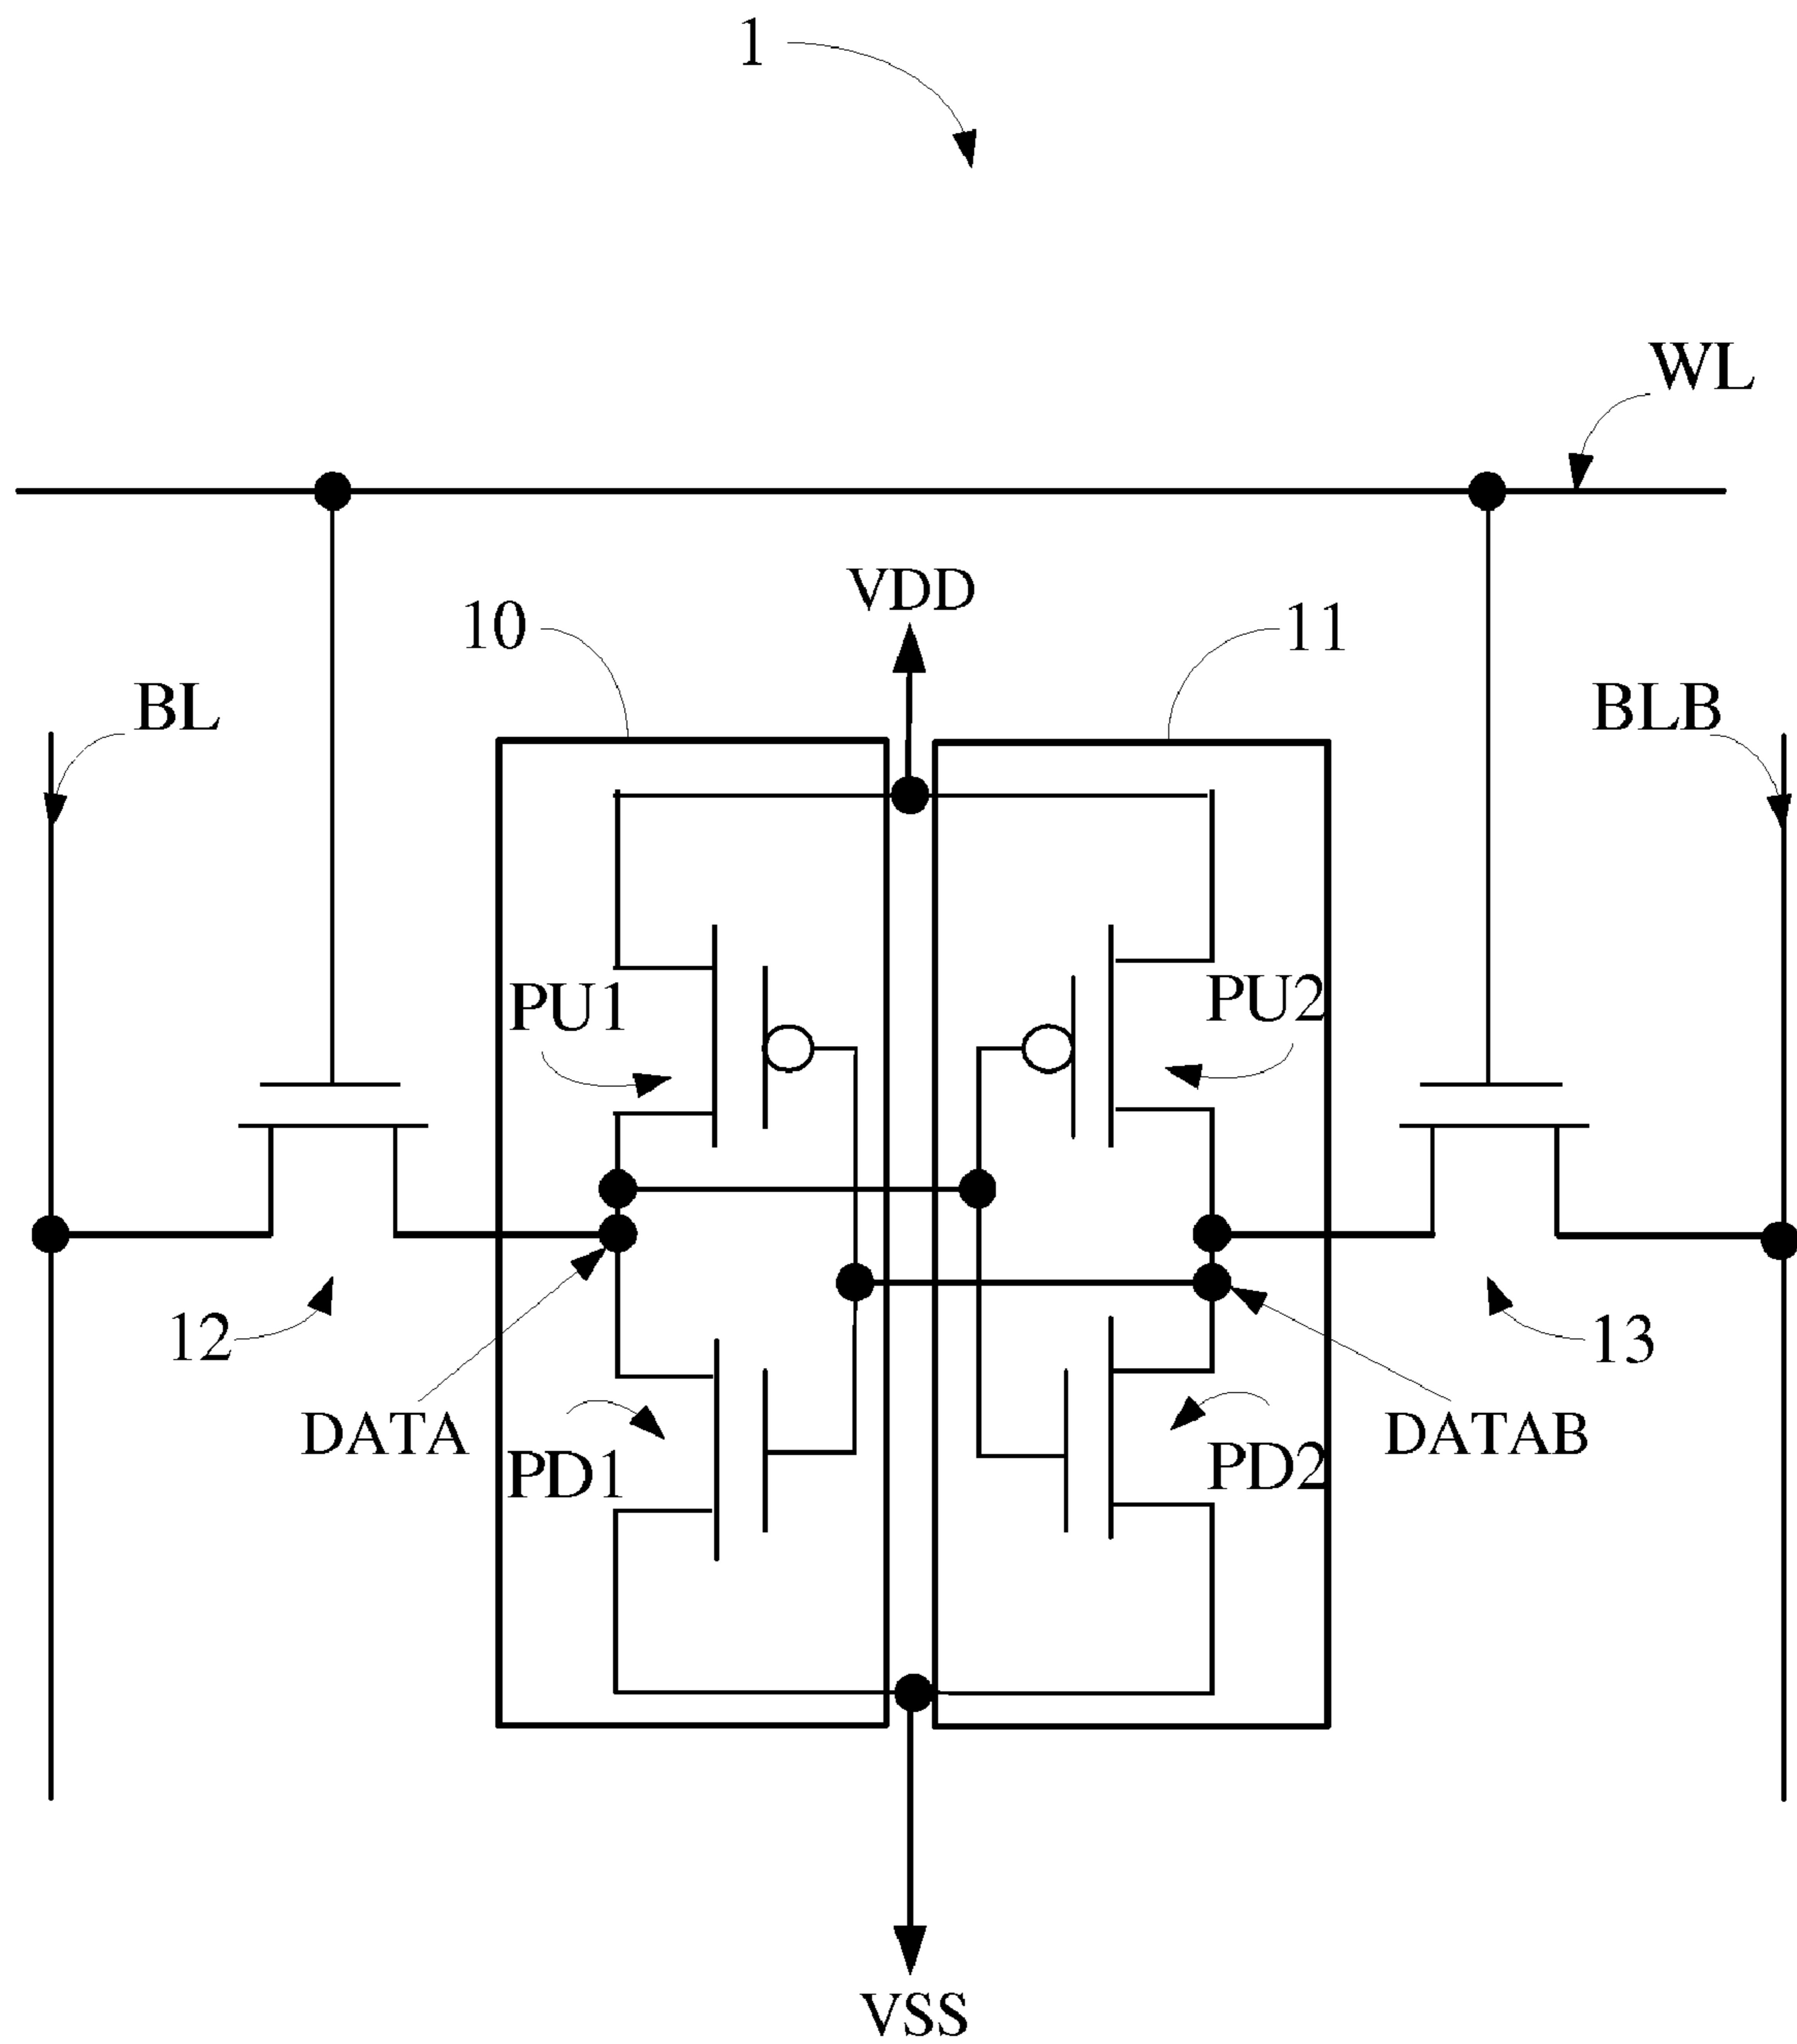 1
WL
VDD
10
11
BL
BLB
PU1
PU2
12
13
DATA
DATAB
PD1
PD2
VSS